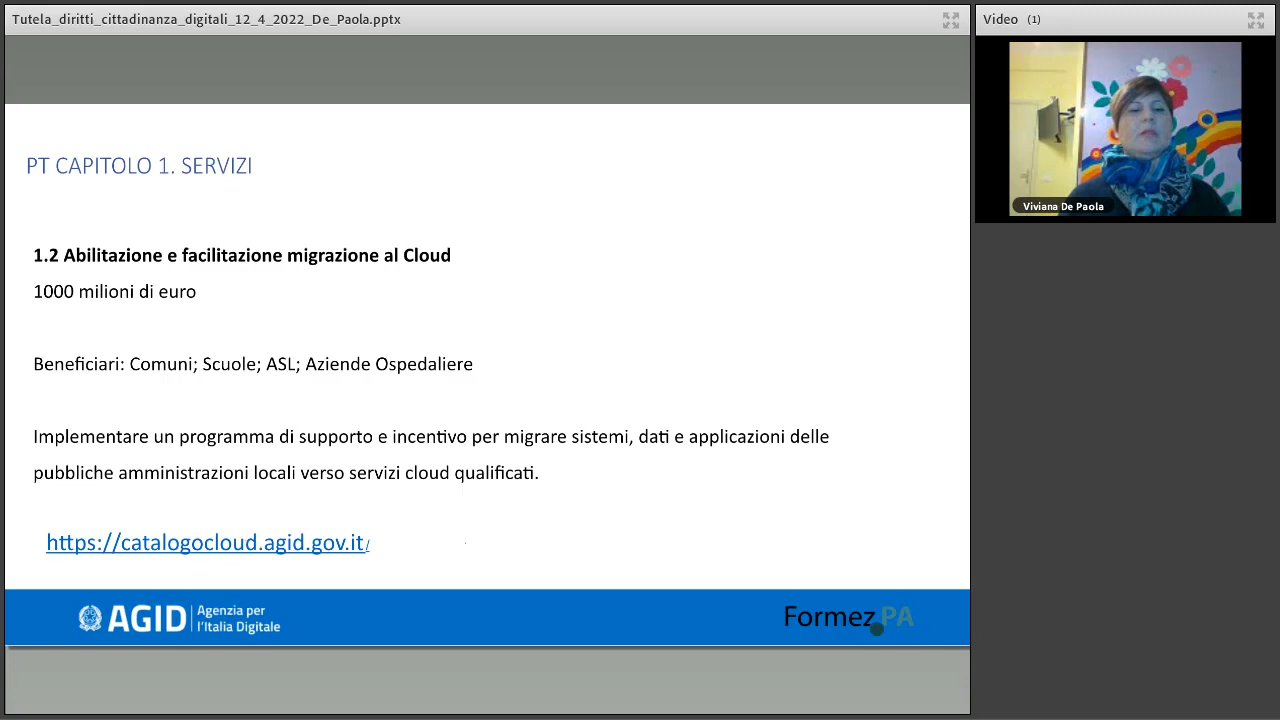 Tutela_diritti_cittadinanza_digitali_12_4_2022_De_Paola.pptx
Video (1)
Viviana De Paola
PT CAPITOLO 1. SERVIZI
1.2 Abilitazione e facilitazione migrazione al Cloud
1000 milioni di euro
Beneficiari: Comuni; Scuole; ASL; Aziende Ospedaliere
Implementare un programma di supporto e incentivo per migrare sistemi, dati e applicazioni delle
pubbliche amministrazioni locali verso servizi cloud qualificati.
https://catalogocloud.agid.gov.it/
AGID Agenzia per
l'Italia Digitale
Formez PA